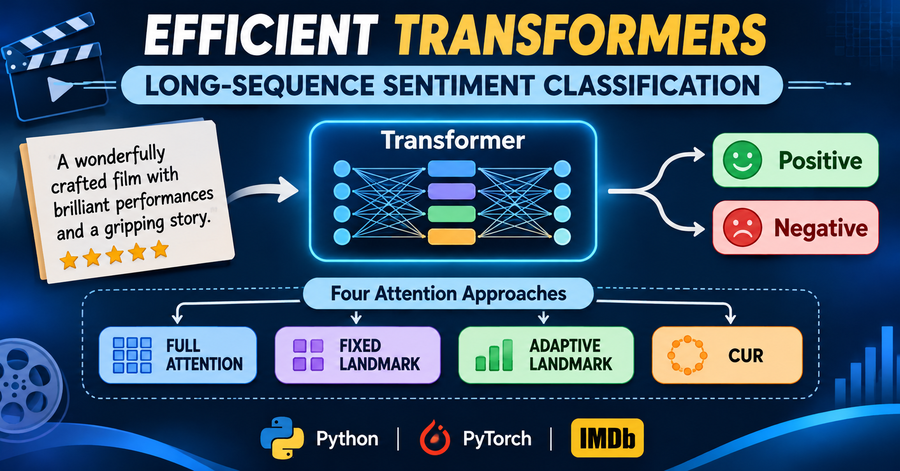 EFFICIENT TRANSFORMERS
LONG-SEQUENCE SENTIMENT CLASSIFICATION
"A wonderfully
crafted film with
brilliant performances
and a gripping story."
Transformer
Positive
Negative
Four Attention Approaches
FULL
ATTENTION
FIXED
LANDMARK
ADAPTIVE
LANDMARK
CUR
Python | PyTorch | IMDb